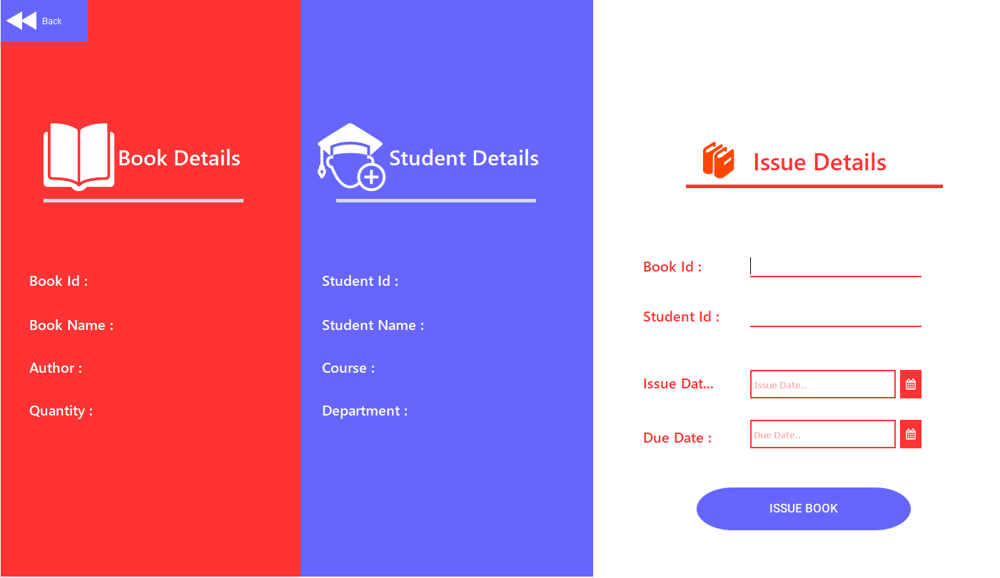 Back
Book Details
Book Id :
Book Name :
Author :
Quantity :
Student Details
Student Id :
Student Name :
Course :
Department :
Issue Details
Book Id :
Student Id :
Issue Dat...
Issue Date..
Due Date :
Due Date..
ISSUE BOOK